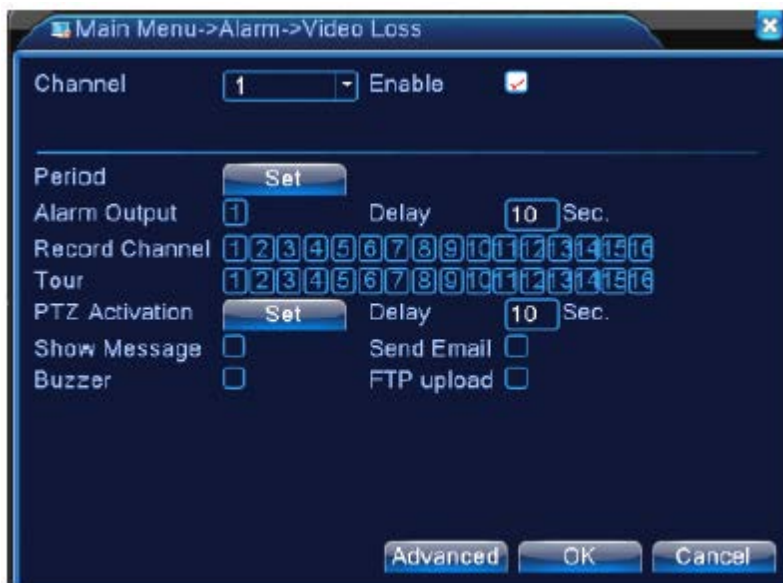 Main Menu->Alarm->Video Loss
Channel 1 Enable
Period Set
Alarm Output 1 Delay 10 Sec.
Record Channel 1 2 3 4 5 6 7 8 9 10 11 12 13 14 15 16
Tour 1 2 3 4 5 6 7 8 9 10 11 12 13 14 15 16
PTZ Activation Set Delay 10 Sec.
Show Message Send Email
Buzzer FTP upload
Advanced OK Cancel